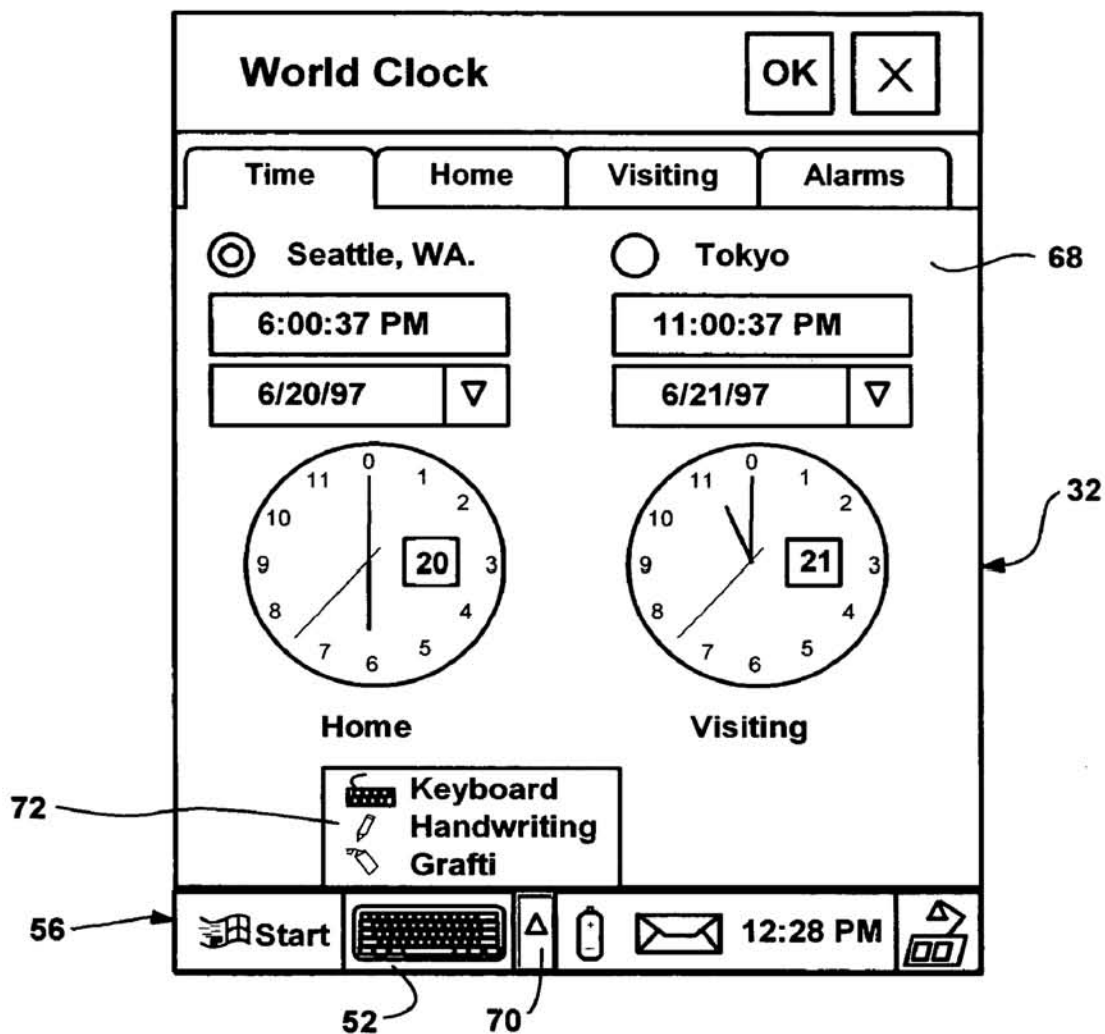 World Clock OK X
Time Home Visiting Alarms
Seattle, WA. Tokyo 68
6:00:37 PM 11:00:37 PM
6/20/97 6/21/97
0 1 2 3 4 5 6 7 8 9 10 11 20
0 1 2 3 4 5 6 7 8 9 10 11 21
32
Home Visiting
72 Keyboard
Handwriting
Grafti
56 Start 12:28 PM
52 70